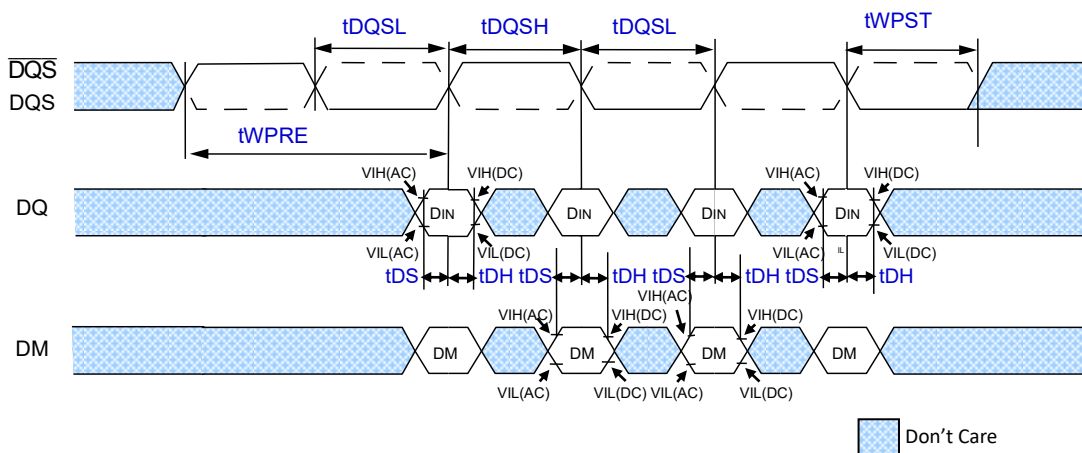 tDQSL tDQSH tDQSL tWPST
DQS
DQS
tWPRE
VIH(AC) VIH(DC) VIH(AC) VIH(DC)
DQ DIN DIN DIN DIN
VIL(AC) VIL(DC) VIL(AC) IL VIL(DC)
tDS tDH tDS tDH tDS tDH tDS tDH
VIH(AC) VIH(DC) VIH(AC) VIH(DC)
DM DM DM DM DM
VIL(AC) VIL(DC) VIL(AC) VIL(DC)
Don't Care